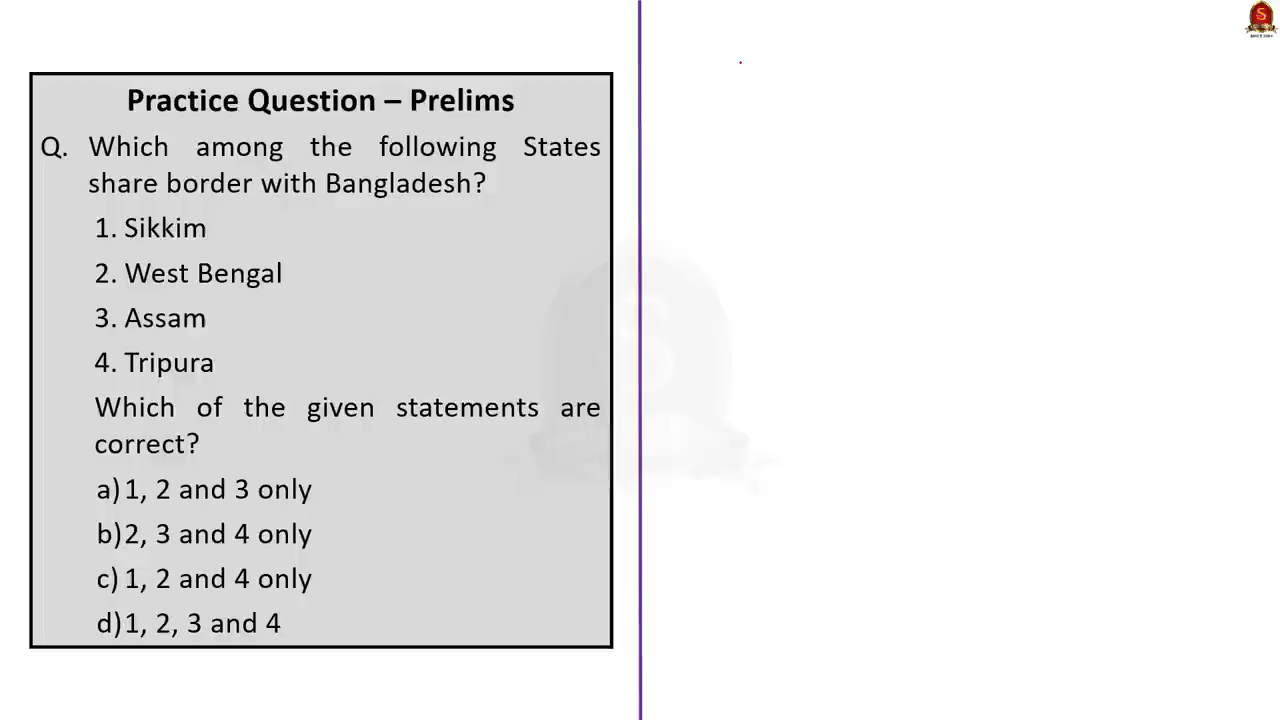 Practice Question – Prelims
Q. Which among the following States
share border with Bangladesh?
1. Sikkim
2. West Bengal
3. Assam
4. Tripura
Which of the given statements are
correct?
a) 1, 2 and 3 only
b) 2, 3 and 4 only
c) 1, 2 and 4 only
d) 1, 2, 3 and 4
S